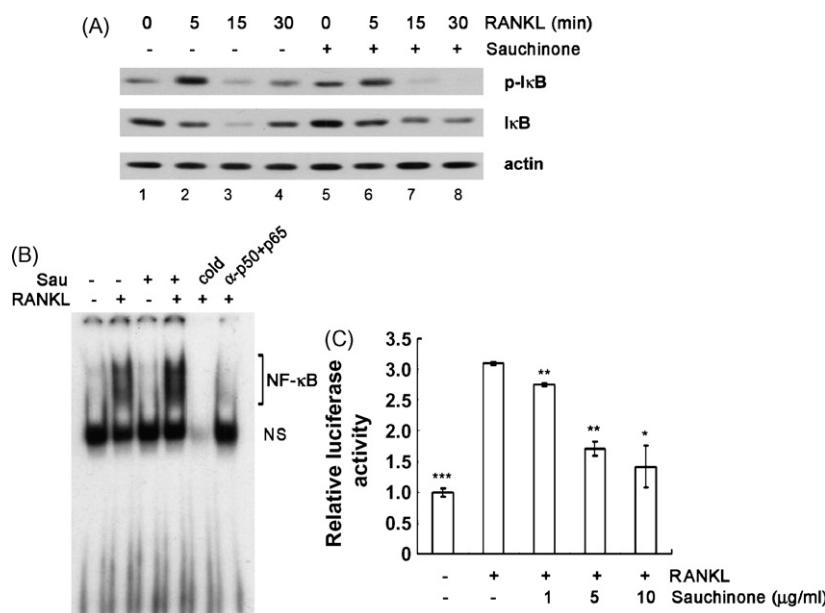 (A) 0 5 15 30 0 5 15 30 RANKL (min)
- - - - + + + + Sauchinone
p-IκB
IκB
actin
1 2 3 4 5 6 7 8
(B)
Sau - - + + cold α-p50+p65
RANKL - + - + + +
NF-κB
NS
(C)
Relative luciferase activity
3.5
3.0
2.5
2.0
1.5
1.0
0.5
0
***
**
**
*
- + + + + RANKL
1 5 10 Sauchinone (μg/ml)